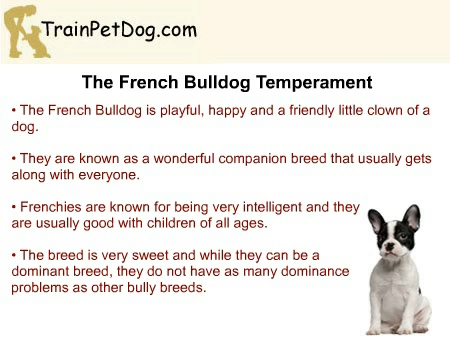 TrainPetDog.com
The French Bulldog Temperament
• The French Bulldog is playful, happy and a friendly little clown of a
dog.
• They are known as a wonderful companion breed that usually gets
along with everyone.
• Frenchies are known for being very intelligent and they
are usually good with children of all ages.
• The breed is very sweet and while they can be a
dominant breed, they do not have as many dominance
problems as other bully breeds.